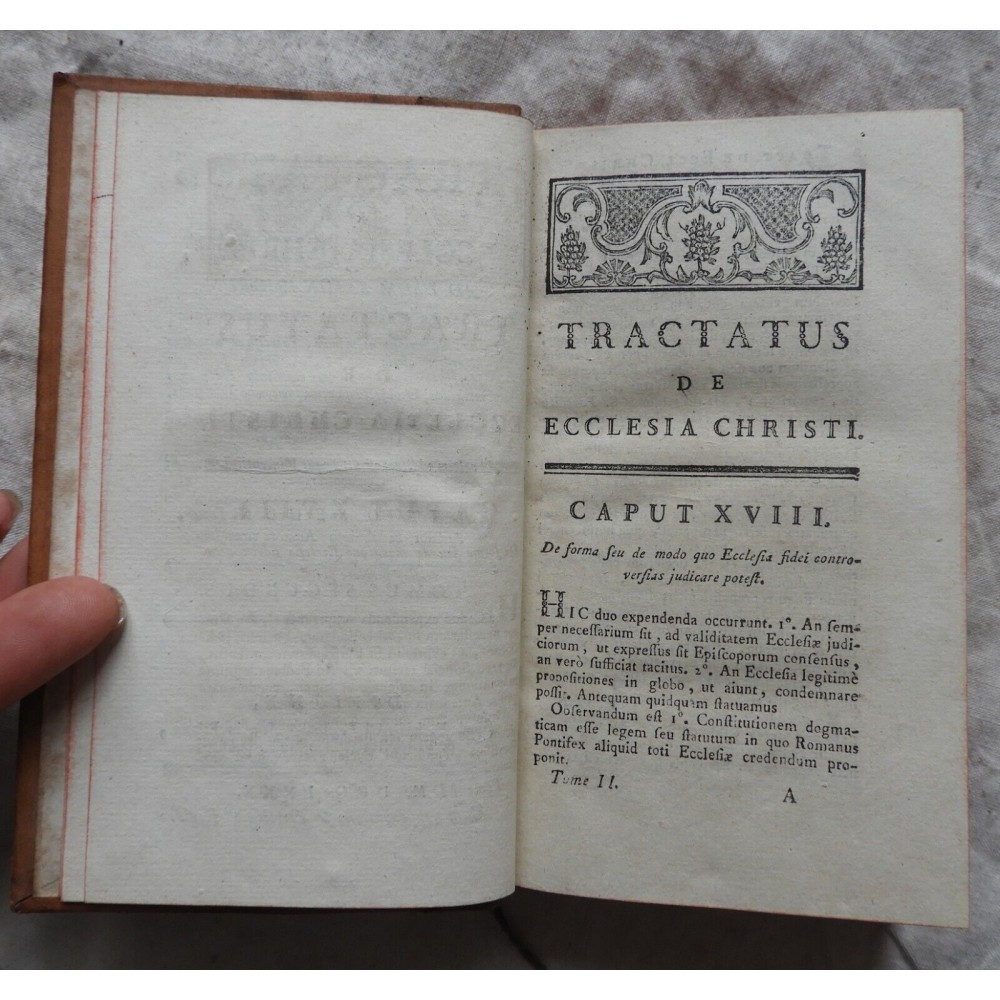 TRACTATUS
DE
ECCLESIA CHRISTI.
CAPUT XVIII.
De forma ſeu de modo quo Eccleſia fidei contro-
verſias judicare poteſt.
HIC duo expendenda occurrunt. 1°. An ſem-
per neceſſarium ſit, ad validitatem Eccleſiæ judi-
ciorum, ut expreſſus ſit Epiſcoporum conſenſus,
an verò ſufficiat tacitus. 2°. An Eccleſia legitimè
propoſitiones in globo, ut aiunt, condemnare
poſſit. Antequam quidquam ſtatuamus
Obſervandum eſt 1°. Conſtitutionem dogma-
ticam eſſe legem ſeu ſtatutum in quo Romanus
Pontifex aliquid toti Eccleſiæ credendum pro-
ponit.
Tome II. A